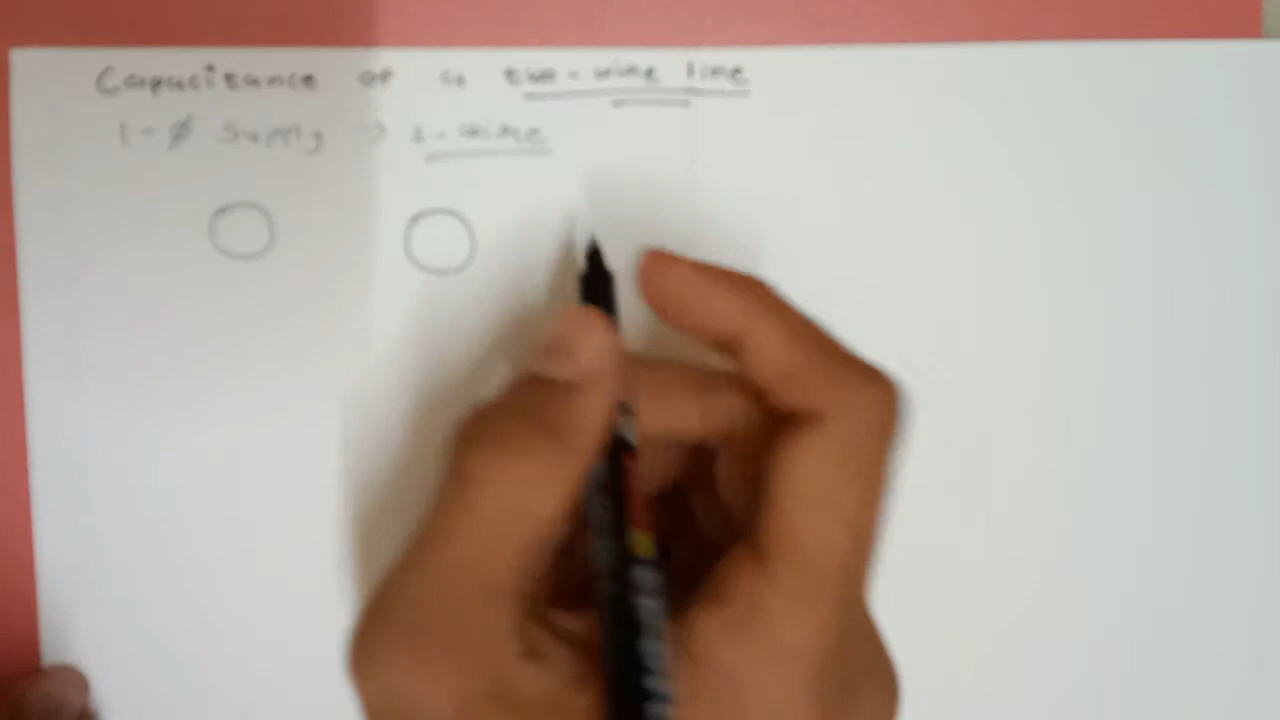 Capacitance of a two-wire line
1-φ Supply → 2-wire